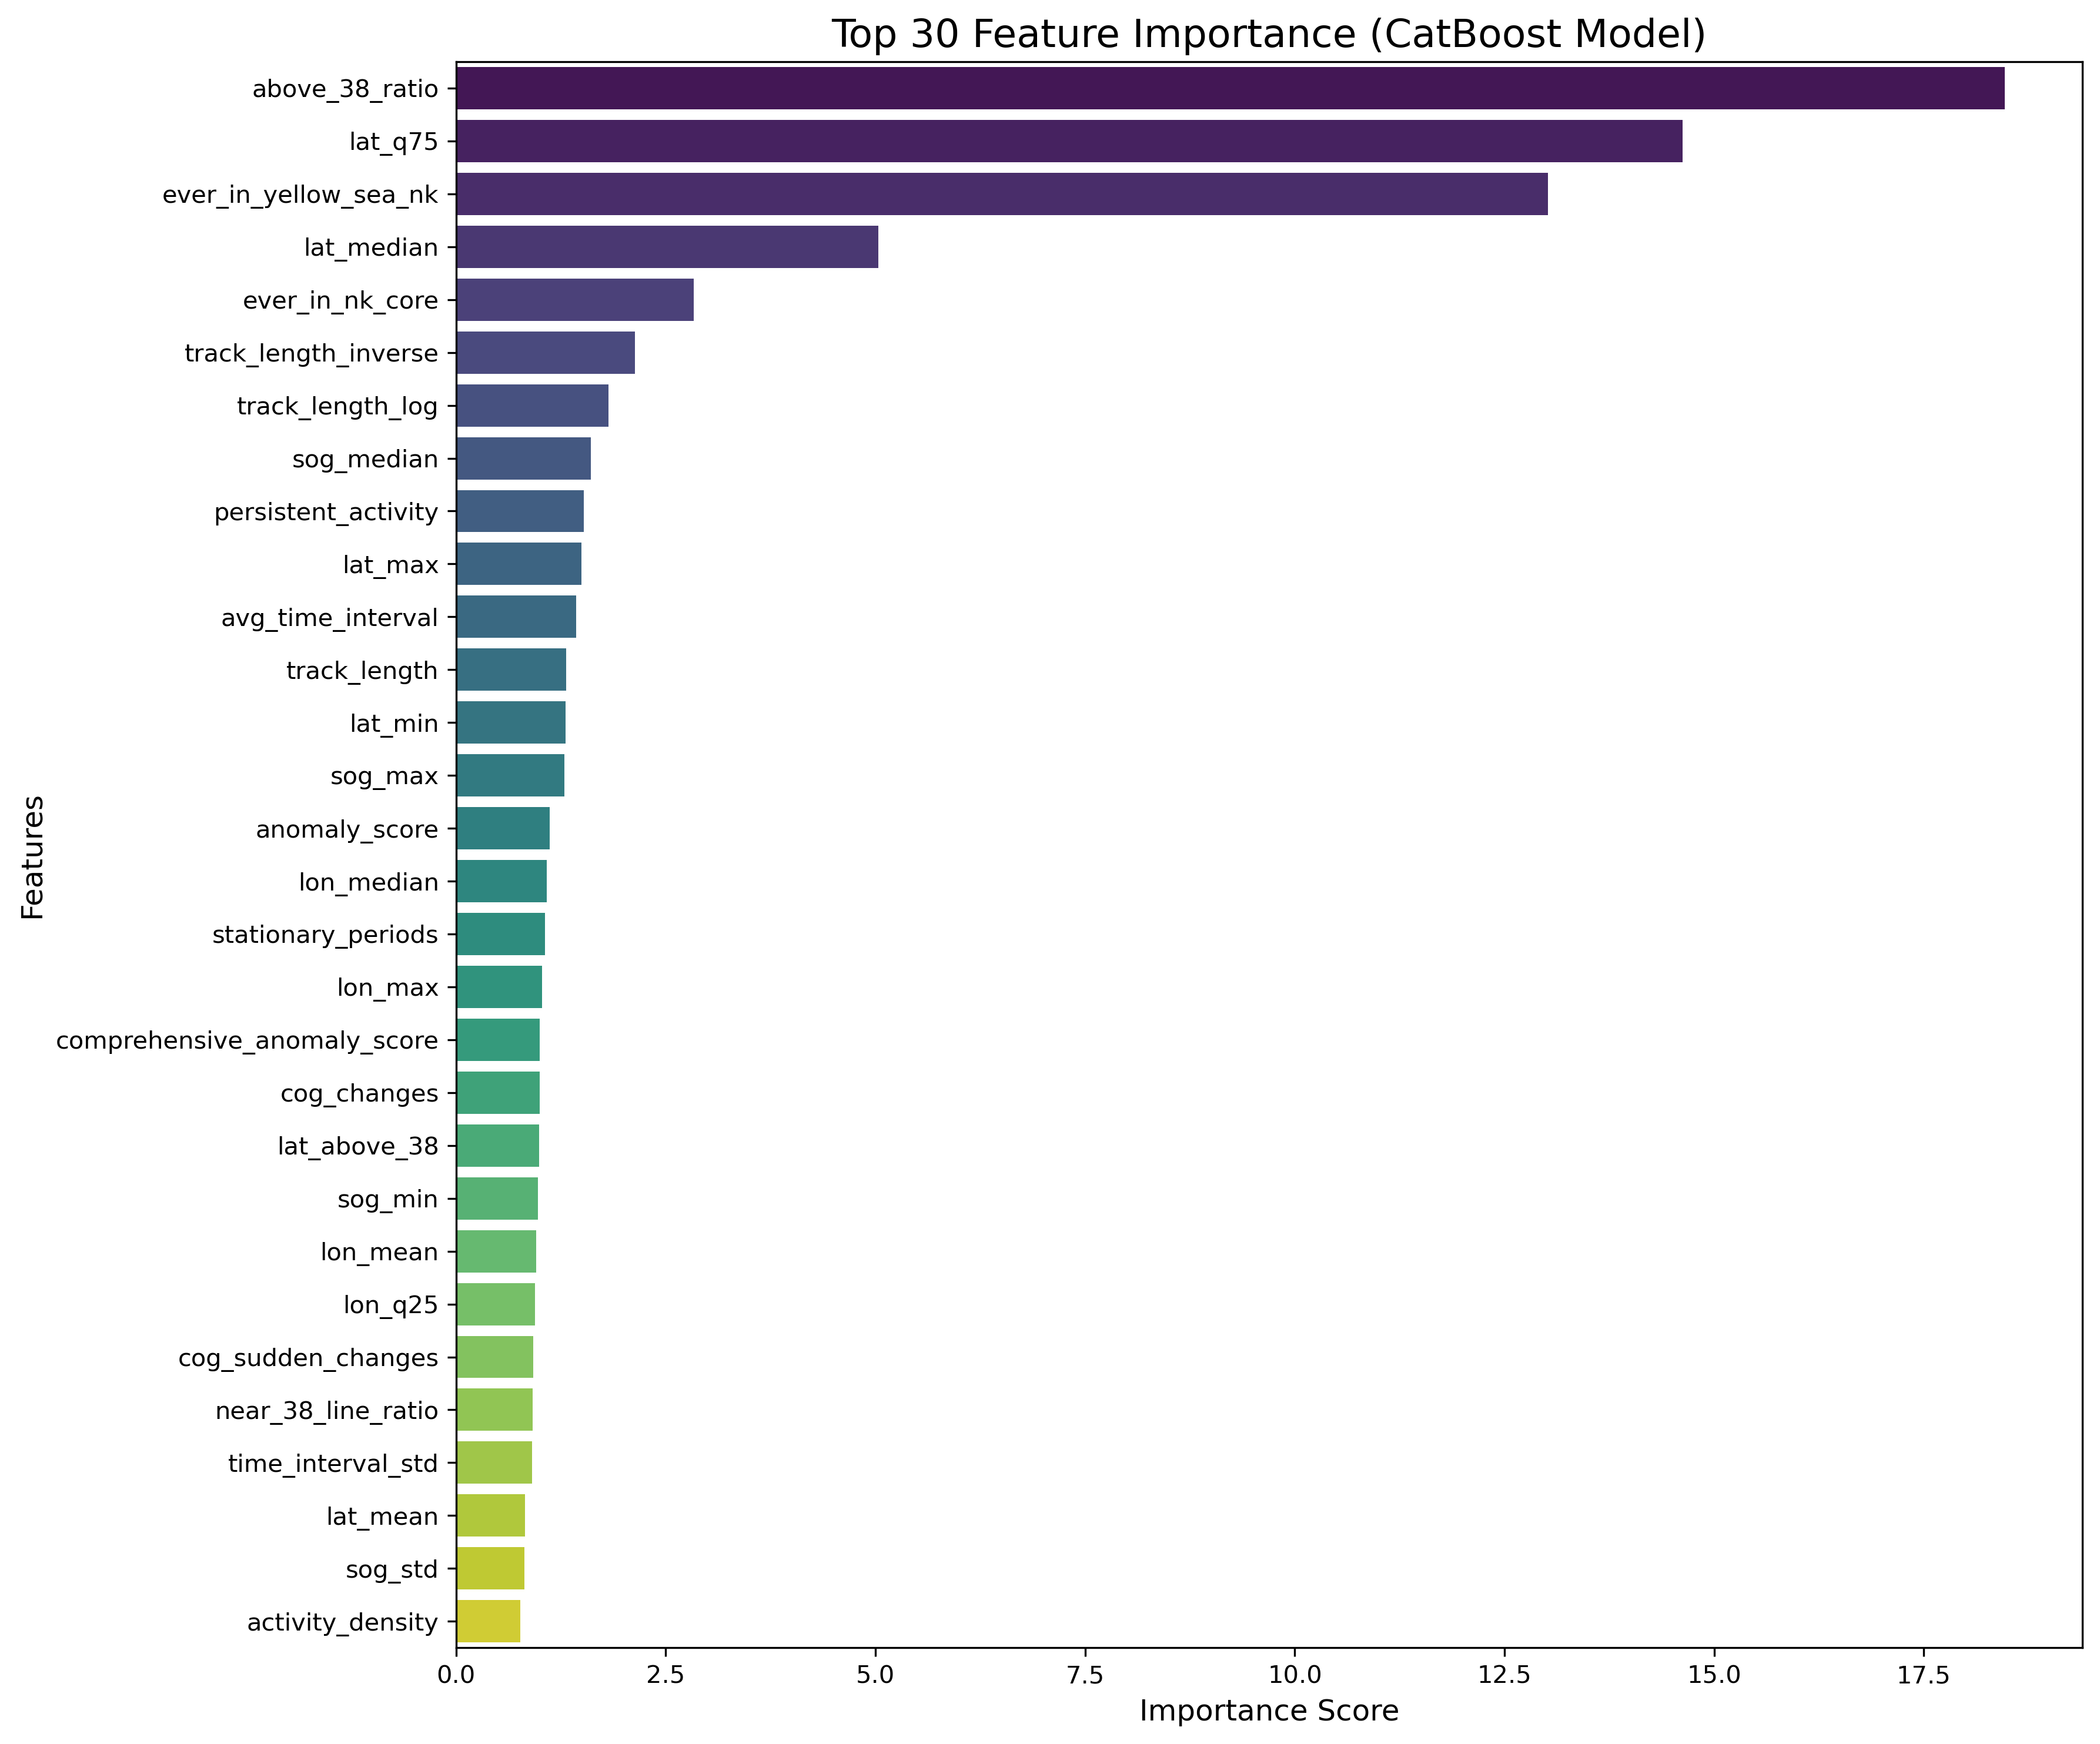 Top 30 Feature Importance (CatBoost Model)
above_38_ratio
lat_q75
ever_in_yellow_sea_nk
lat_median
ever_in_nk_core
track_length_inverse
track_length_log
sog_median
persistent_activity
lat_max
avg_time_interval
track_length
lat_min
sog_max
anomaly_score
lon_median
stationary_periods
lon_max
comprehensive_anomaly_score
cog_changes
lat_above_38
sog_min
lon_mean
lon_q25
cog_sudden_changes
near_38_line_ratio
time_interval_std
lat_mean
sog_std
activity_density
Features
0.0 2.5 5.0 7.5 10.0 12.5 15.0 17.5
Importance Score